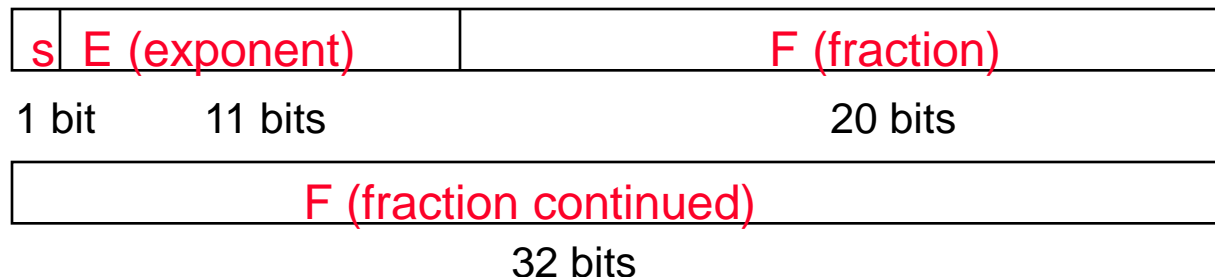 s E (exponent) F (fraction)
1 bit 11 bits 20 bits
F (fraction continued)
32 bits